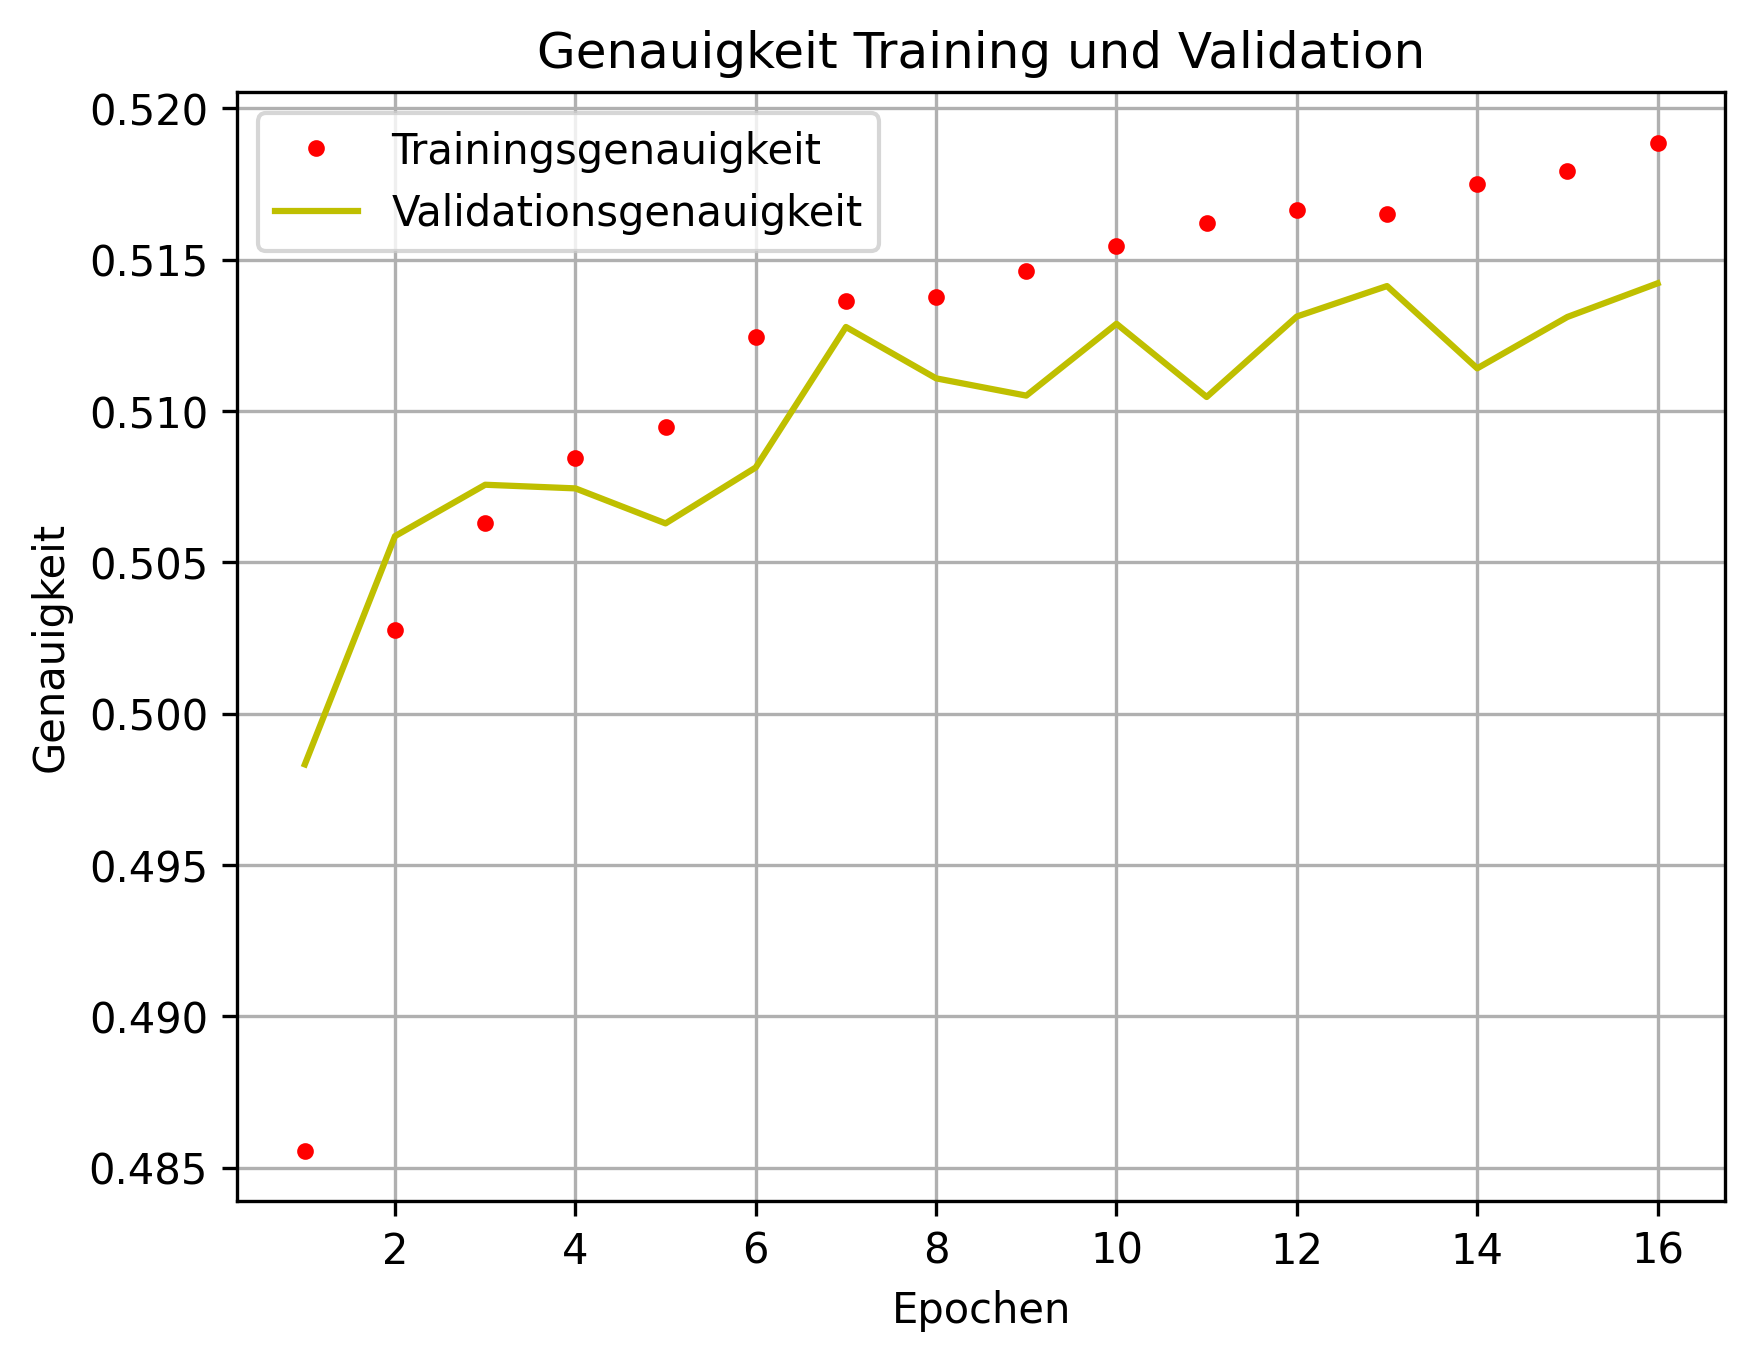 Genauigkeit Training und Validation
0.520
0.515
0.510
0.505
0.500
0.495
0.490
0.485
Trainingsgenauigkeit
Validationsgenauigkeit
Genauigkeit
2 4 6 8 10 12 14 16
Epochen